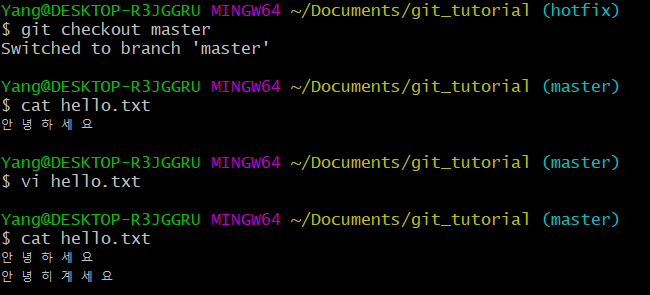 Yang@DESKTOP-R3JGGRU MINGW64 ~/Documents/git_tutorial (hotfix)
$ git checkout master
Switched to branch 'master'
Yang@DESKTOP-R3JGGRU MINGW64 ~/Documents/git_tutorial (master)
$ cat hello.txt
안녕하세요
Yang@DESKTOP-R3JGGRU MINGW64 ~/Documents/git_tutorial (master)
$ vi hello.txt
Yang@DESKTOP-R3JGGRU MINGW64 ~/Documents/git_tutorial (master)
$ cat hello.txt
안녕하세요
안녕히계세요